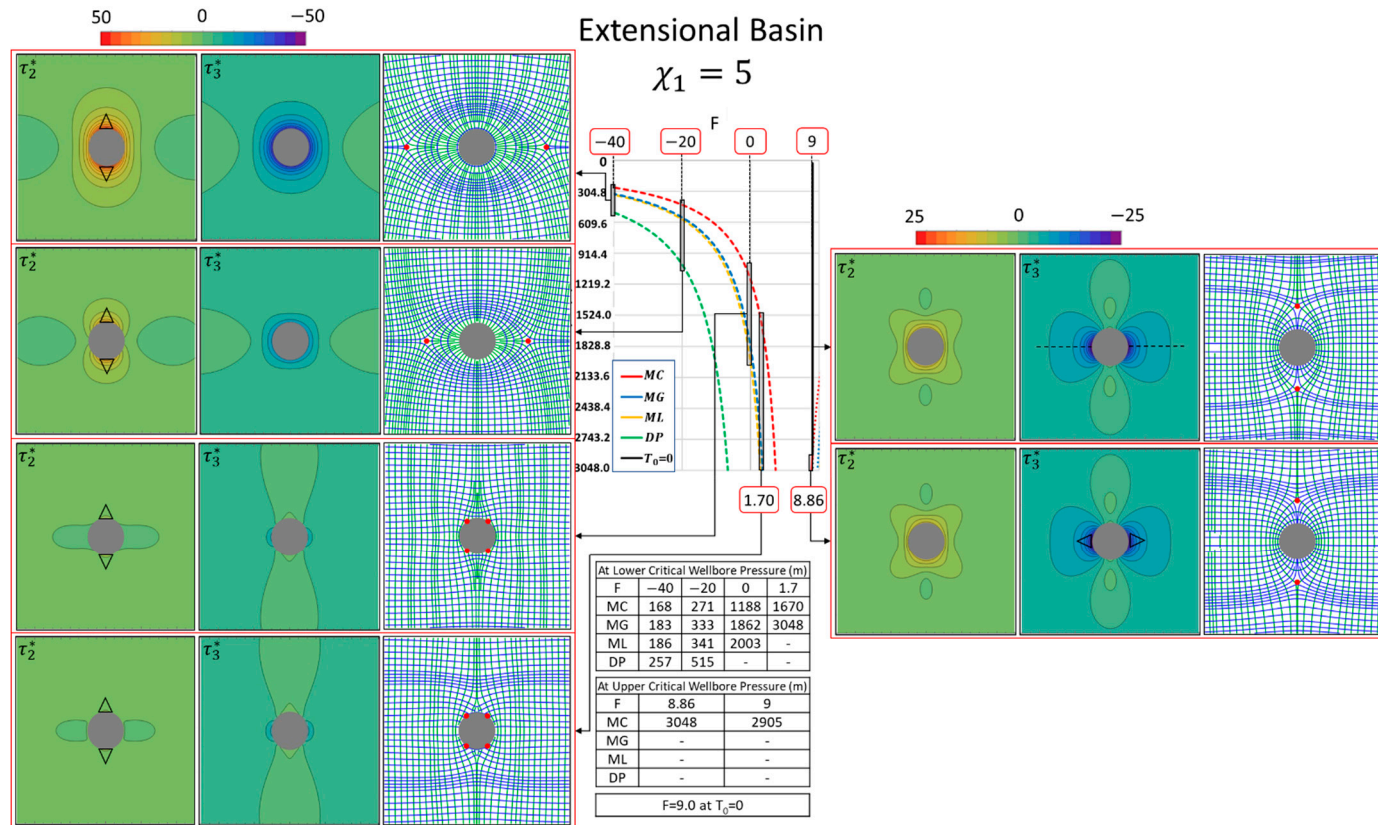 Extensional Basin
χ₁ = 5
50 0 −50
τ₂* τ₃*
τ₂* τ₃*
τ₂* τ₃*
τ₂* τ₃*
F
−40 −20 0 9
0
304.8
609.6
914.4
1219.2
1524.0
1828.8
2133.6
2438.4
2743.2
3048.0
MC
MG
ML
DP
T₀=0
1.70 8.86
25 0 −25
τ₂* τ₃*
τ₂* τ₃*
At Lower Critical Wellbore Pressure (m)
F −40 −20 0 1.7
MC 168 271 1188 1670
MG 183 333 1862 3048
ML 186 341 2003 -
DP 257 515 - -
At Upper Critical Wellbore Pressure (m)
F 8.86 9
MC 3048 2905
MG - -
ML - -
DP - -
F=9.0 at T₀=0